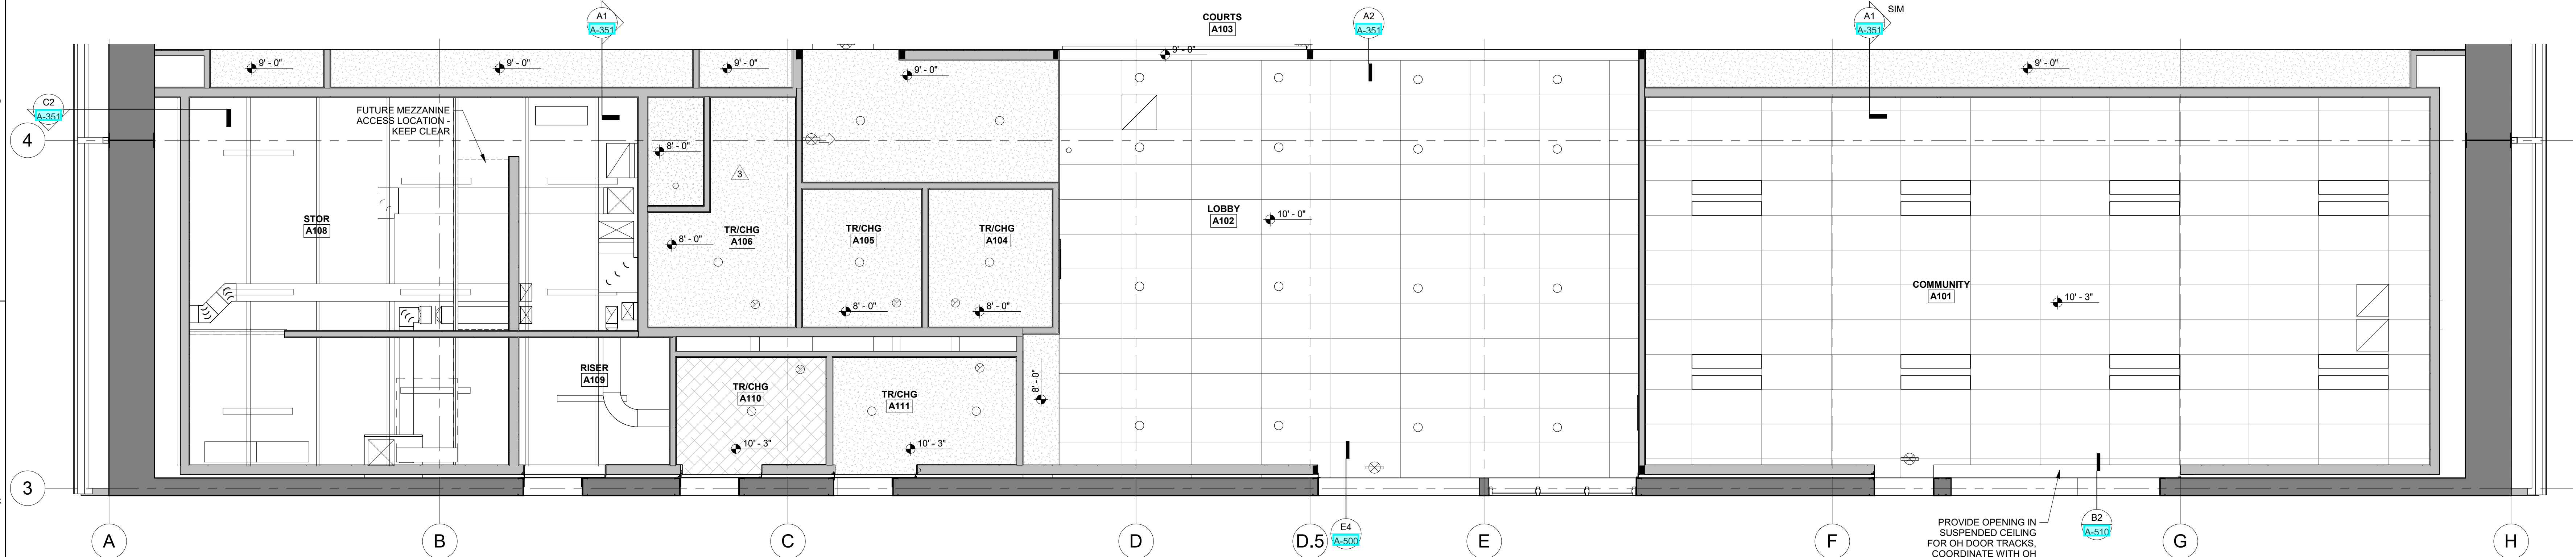 COURTS
A103
A1
A-351
A2
A-351
A1
A-351
SIM
C2
A-351
9' - 0"
9' - 0"
9' - 0"
9' - 0"
9' - 0"
9' - 0"
FUTURE MEZZANINE
ACCESS LOCATION -
KEEP CLEAR
4
8' - 0"
3
STOR
A108
TR/CHG
A106
8' - 0"
TR/CHG
A105
8' - 0"
TR/CHG
A104
8' - 0"
LOBBY
A102
10' - 0"
COMMUNITY
A101
10' - 3"
RISER
A109
TR/CHG
A110
10' - 3"
TR/CHG
A111
10' - 3"
8' - 0"
3
A
B
C
D
D.5
E4
A-500
E
F
PROVIDE OPENING IN
SUSPENDED CEILING
FOR OH DOOR TRACKS,
COORDINATE WITH OH
B2
A-510
G
H